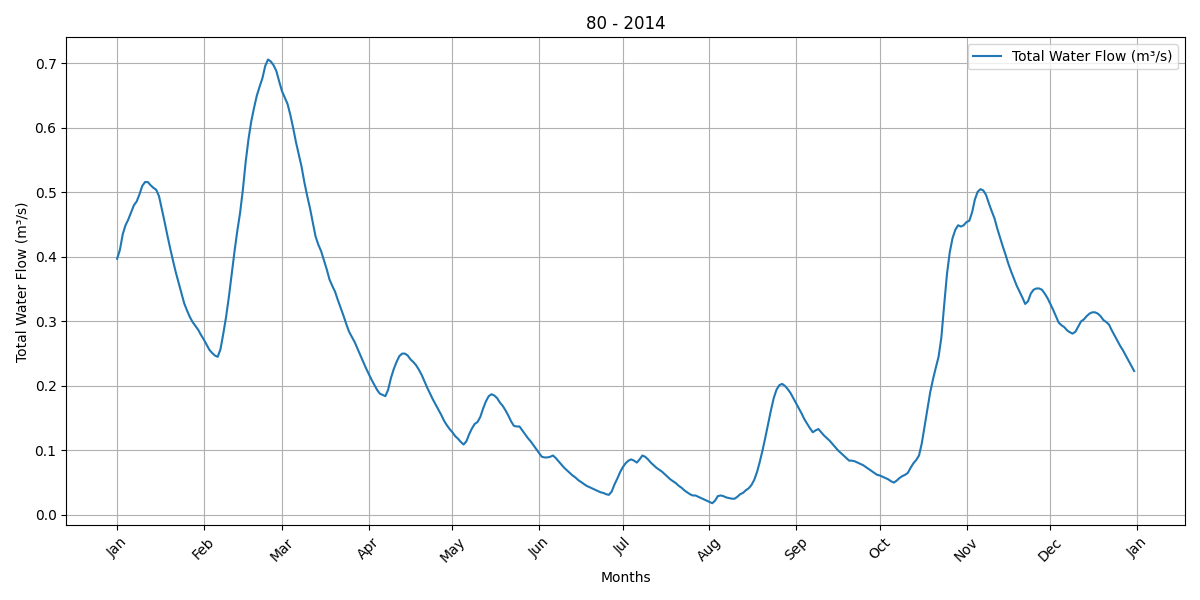 80 - 2014
Total Water Flow (m³/s)
Total Water Flow (m³/s)
0.7
0.6
0.5
0.4
0.3
0.2
0.1
0.0
Jan
Feb
Mar
Apr
May
Jun
Jul
Aug
Sep
Oct
Nov
Dec
Jan
Months